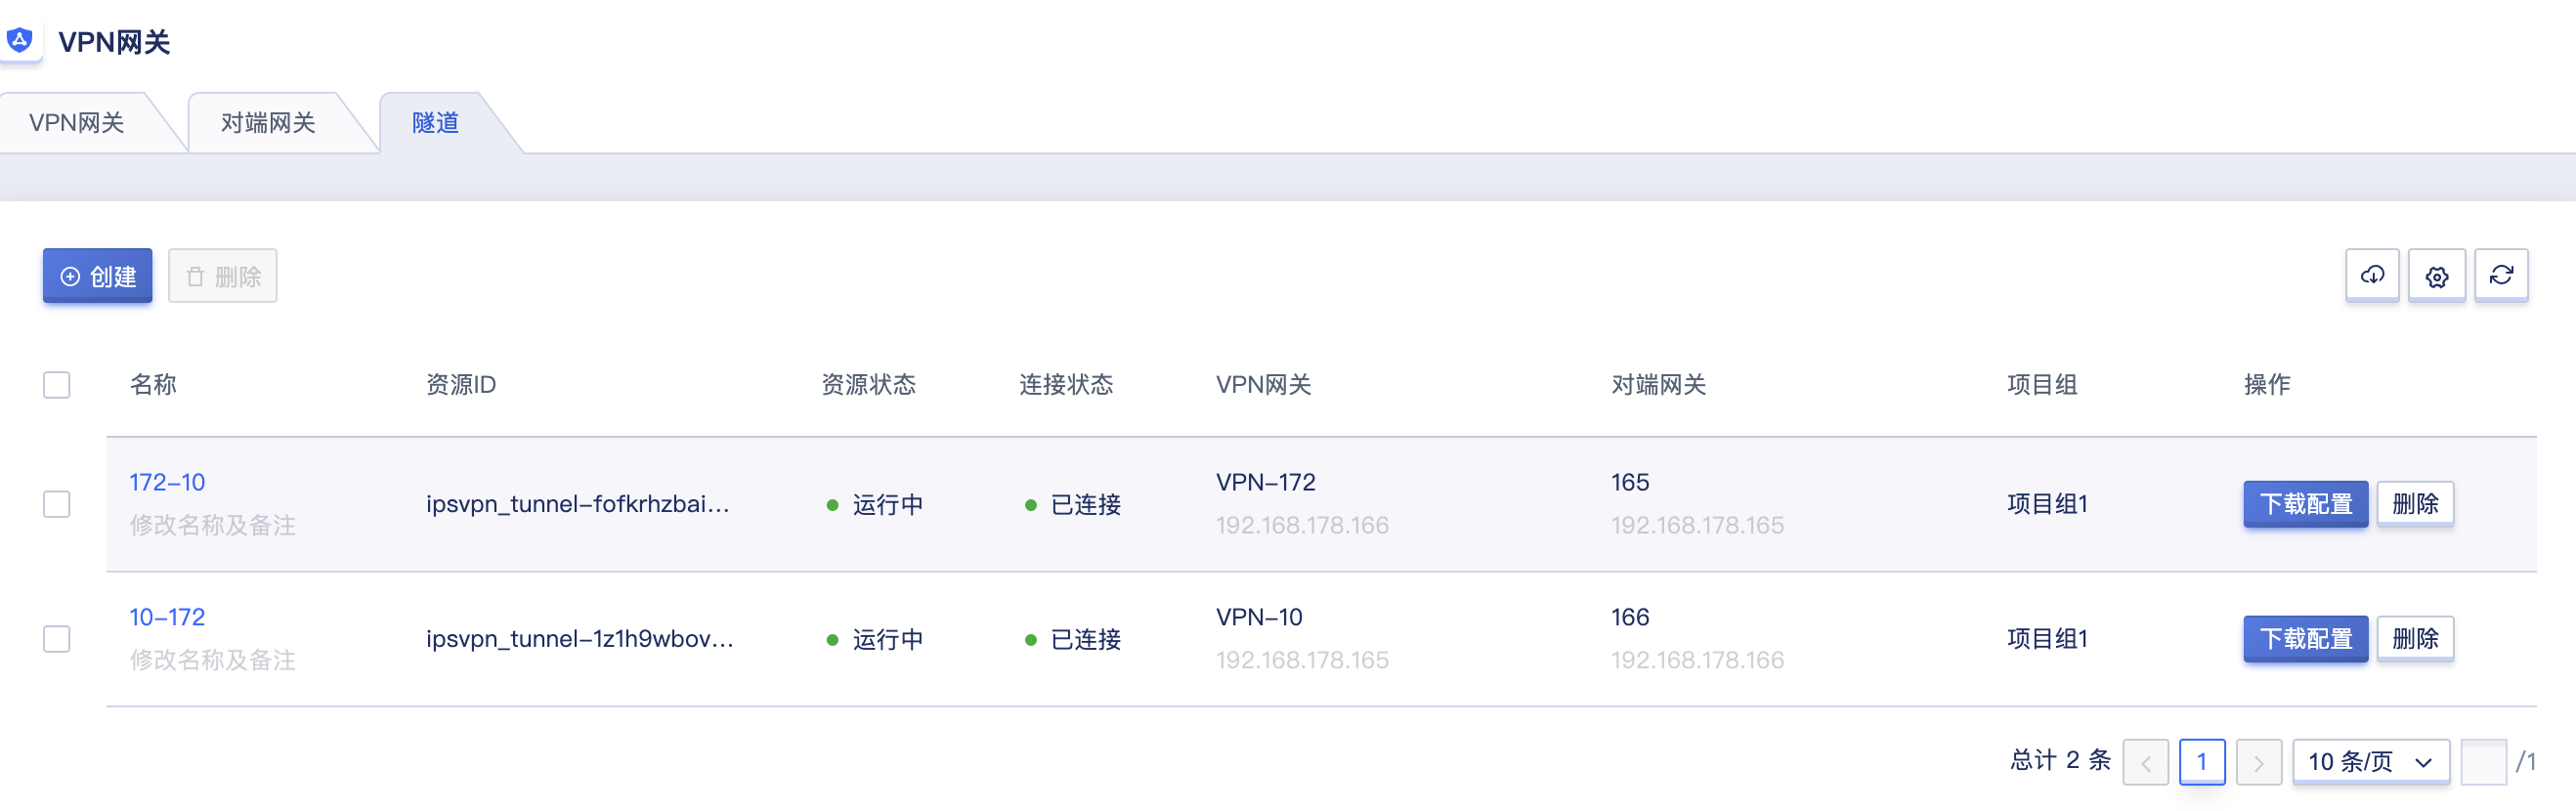 VPN网关
VPN网关 对端网关 隧道
创建 删除
名称 资源ID 资源状态 连接状态 VPN网关 对端网关 项目组 操作
172-10
修改名称及备注
ipsvpn_tunnel-fofkrhzbai...
运行中
已连接
VPN-172
192.168.178.166
165
192.168.178.165
项目组1
下载配置 删除
10-172
修改名称及备注
ipsvpn_tunnel-1z1h9wbov...
运行中
已连接
VPN-10
192.168.178.165
166
192.168.178.166
项目组1
下载配置 删除
总计 2 条 1 10 条/页 /1